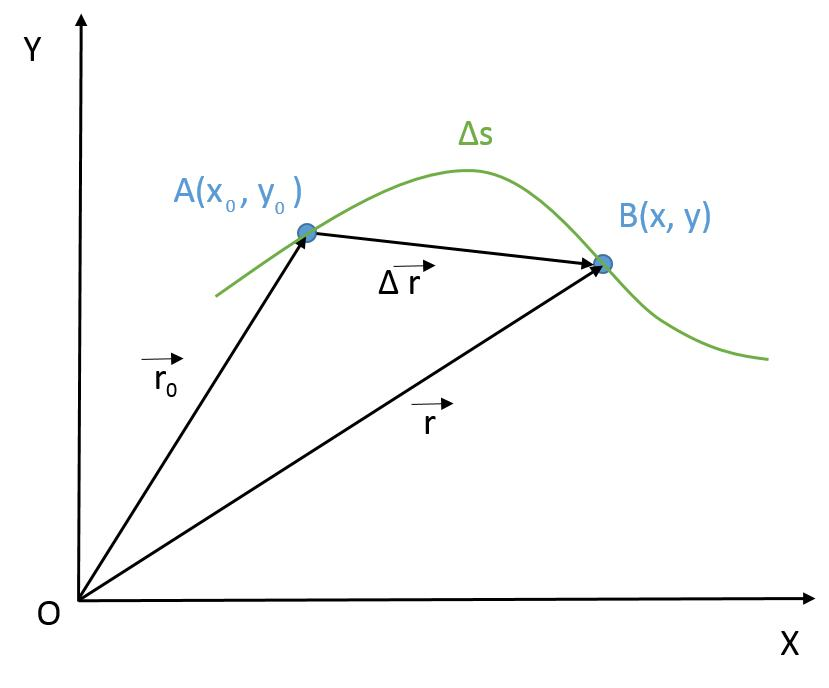 Y
Δs
A(x₀, y₀)
B(x, y)
Δ r
r₀
r
O
X